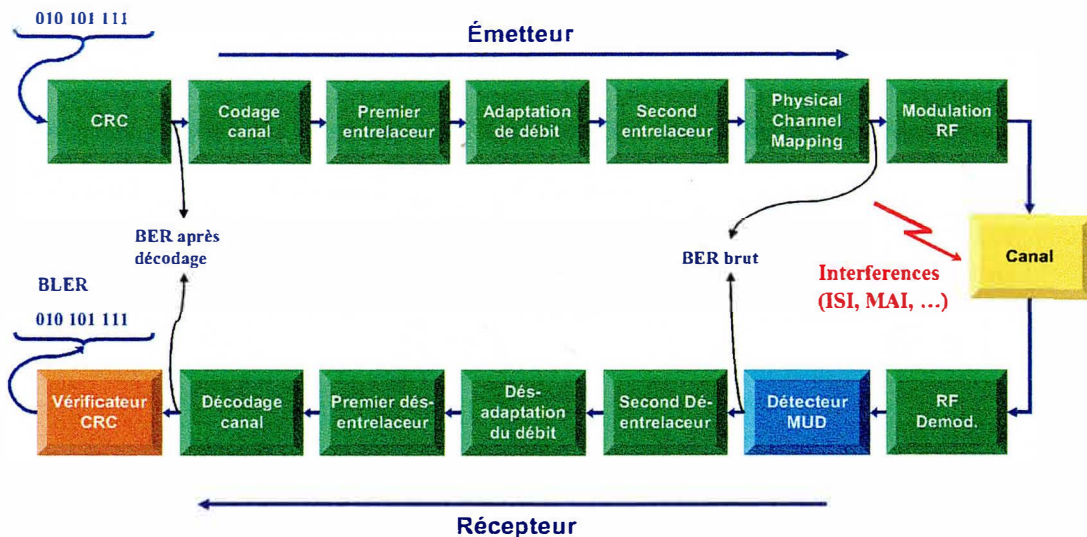 010 101 111
Émetteur
CRC
Codage
canal
Premier
entrelaceur
Adaptation
de débit
Second
entrelaceur
Physical
Channel
Mapping
Modulation
RF
BER après
décodage
BER brut
Interferences
(ISI, MAI, ...)
Canal
BLER
010 101 111
Vérificateur
CRC
Décodage
canal
Premier dés-
entrelaceur
Dés-
adaptation
du débit
Second Dé-
entrelaceur
Détecteur
MUD
RF
Demod.
Récepteur